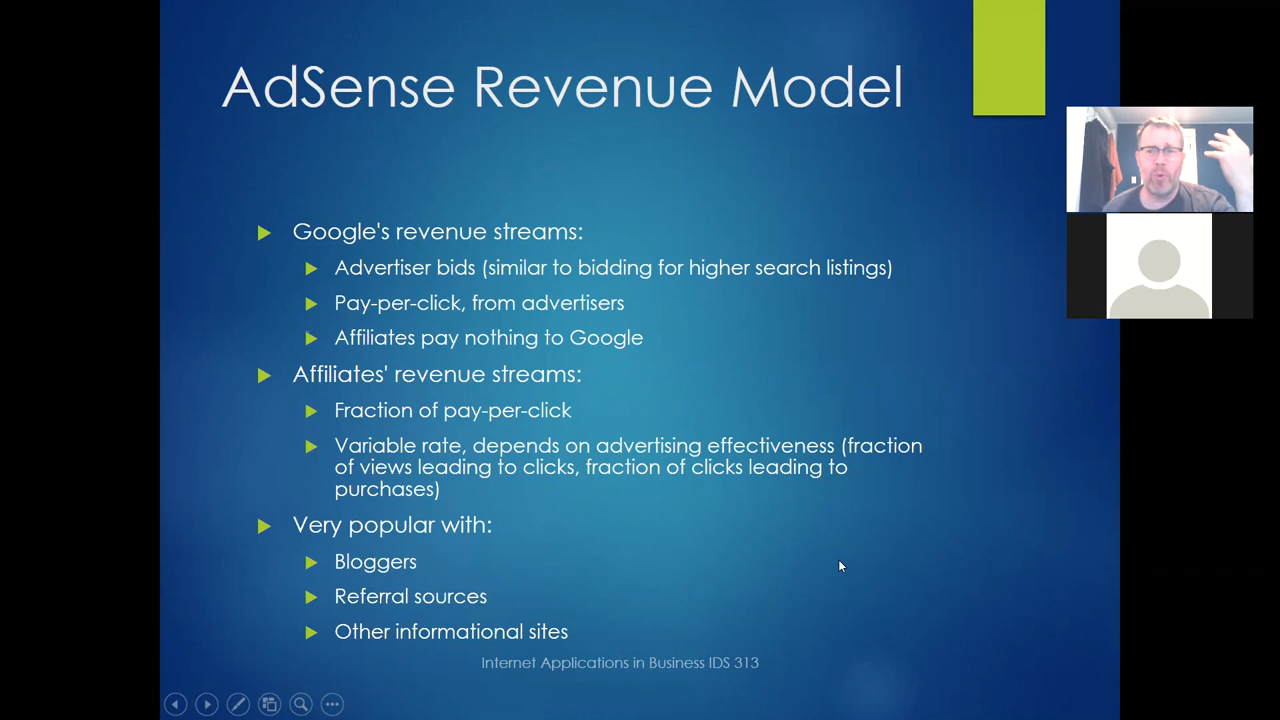 AdSense Revenue Model
Google's revenue streams:
Advertiser bids (similar to bidding for higher search listings)
Pay-per-click, from advertisers
Affiliates pay nothing to Google
Affiliates' revenue streams:
Fraction of pay-per-click
Variable rate, depends on advertising effectiveness (fraction
of views leading to clicks, fraction of clicks leading to
purchases)
Very popular with:
Bloggers
Referral sources
Other informational sites
Internet Applications in Business IDS 313